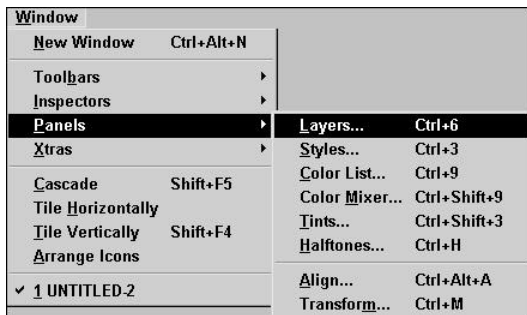 Window
New Window Ctrl+Alt+N
Toolbars
Inspectors
Panels
Xtras
Cascade Shift+F5
Tile Horizontally
Tile Vertically Shift+F4
Arrange Icons
✓ 1 UNTITLED-2
Layers... Ctrl+6
Styles... Ctrl+3
Color List... Ctrl+9
Color Mixer... Ctrl+Shift+9
Tints... Ctrl+Shift+3
Halftones... Ctrl+H
Align... Ctrl+Alt+A
Transform... Ctrl+M